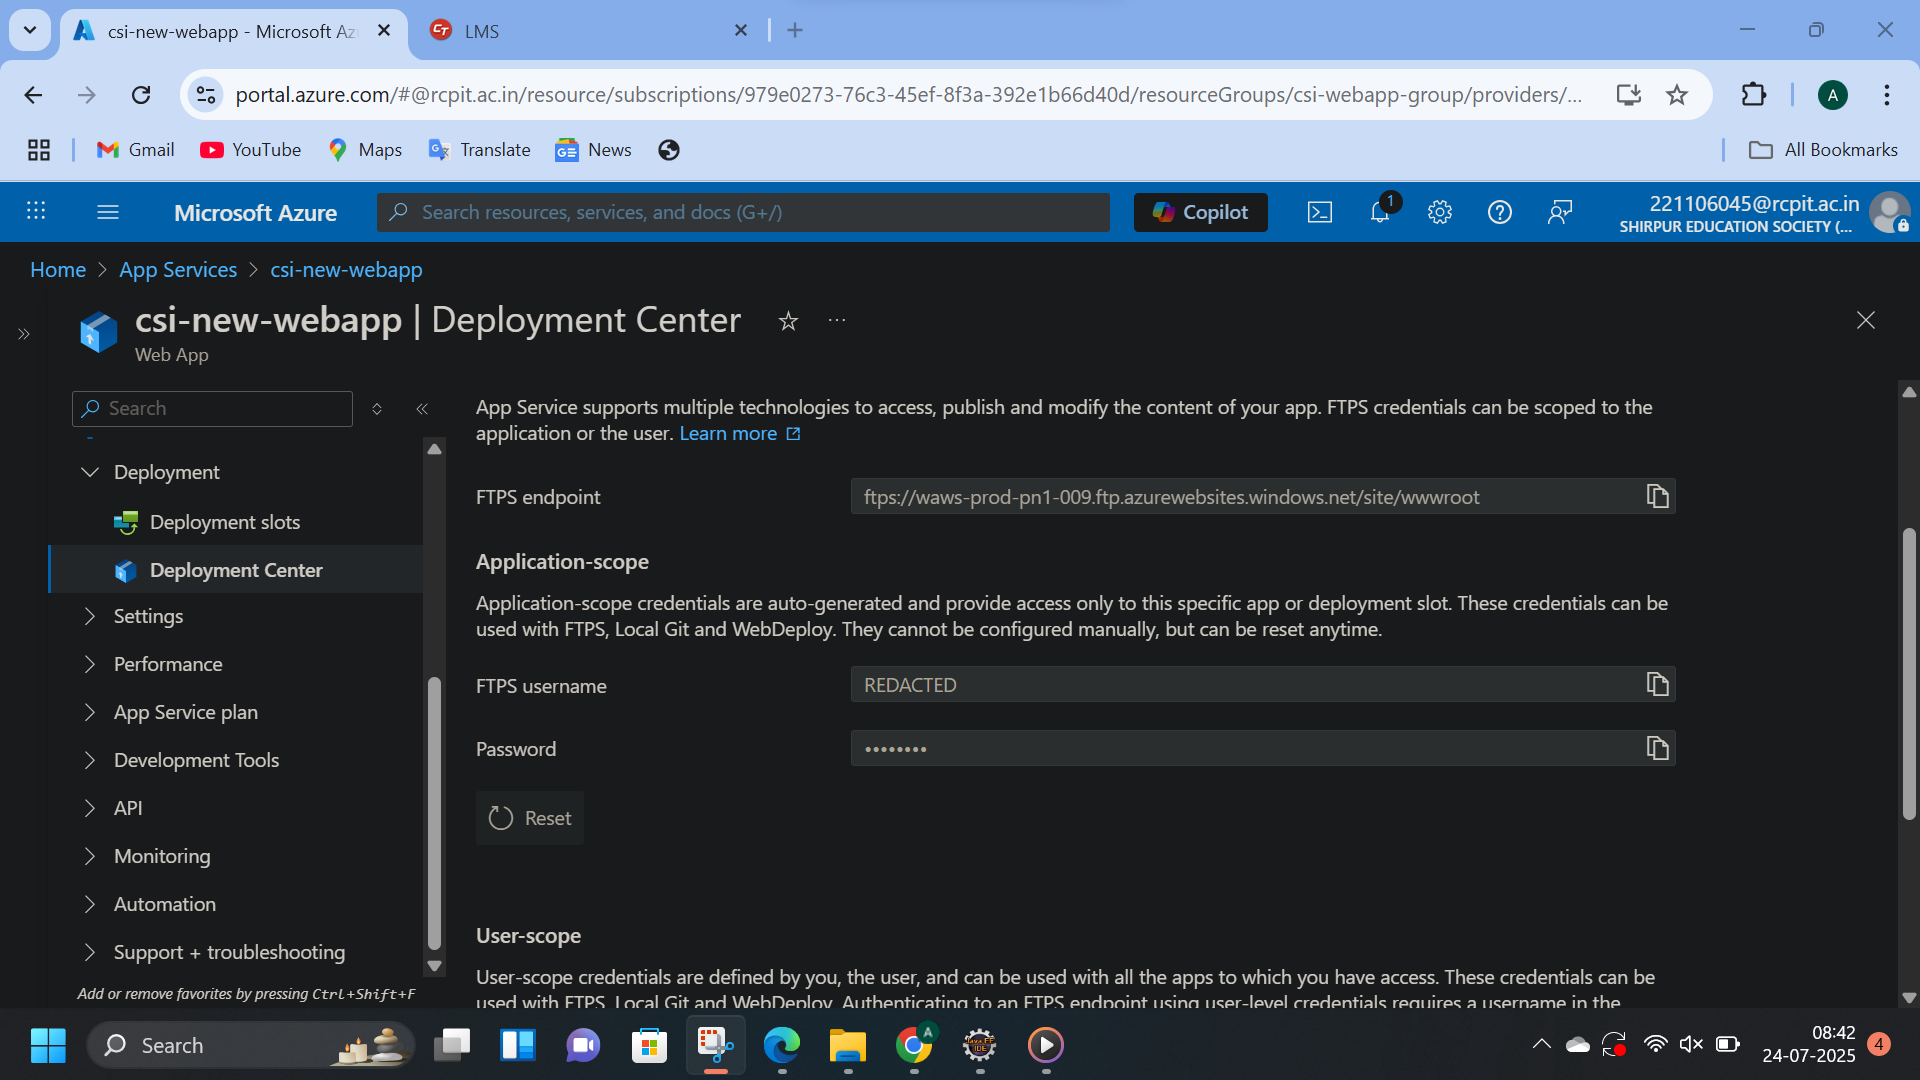 csi-new-webapp - Microsoft Az
LMS
portal.azure.com/#@rcpit.ac.in/resource/subscriptions/979e0273-76c3-45ef-8f3a-392e1b66d40d/resourceGroups/csi-webapp-group/providers/...
A
Gmail
YouTube
Maps
Translate
News
All Bookmarks
Microsoft Azure
Search resources, services, and docs (G+/)
Copilot
1
221106045@rcpit.ac.in
SHIRPUR EDUCATION SOCIETY (...
Home > App Services > csi-new-webapp
csi-new-webapp | Deployment Center
Web App
Search
Deployment
Deployment slots
Deployment Center
Settings
Performance
App Service plan
Development Tools
API
Monitoring
Automation
Support + troubleshooting
Add or remove favorites by pressing Ctrl+Shift+F
App Service supports multiple technologies to access, publish and modify the content of your app. FTPS credentials can be scoped to the
application or the user. Learn more
FTPS endpoint
ftps://waws-prod-pn1-009.ftp.azurewebsites.windows.net/site/wwwroot
Application-scope
Application-scope credentials are auto-generated and provide access only to this specific app or deployment slot. These credentials can be
used with FTPS, Local Git and WebDeploy. They cannot be configured manually, but can be reset anytime.
FTPS username
REDACTED
Password
••••••••
Reset
User-scope
User-scope credentials are defined by you, the user, and can be used with all the apps to which you have access. These credentials can be
used with FTPS, Local Git and WebDeploy. Authenticating to an FTPS endpoint using user-level credentials requires a username in the
Search
08:42
24-07-2025
4